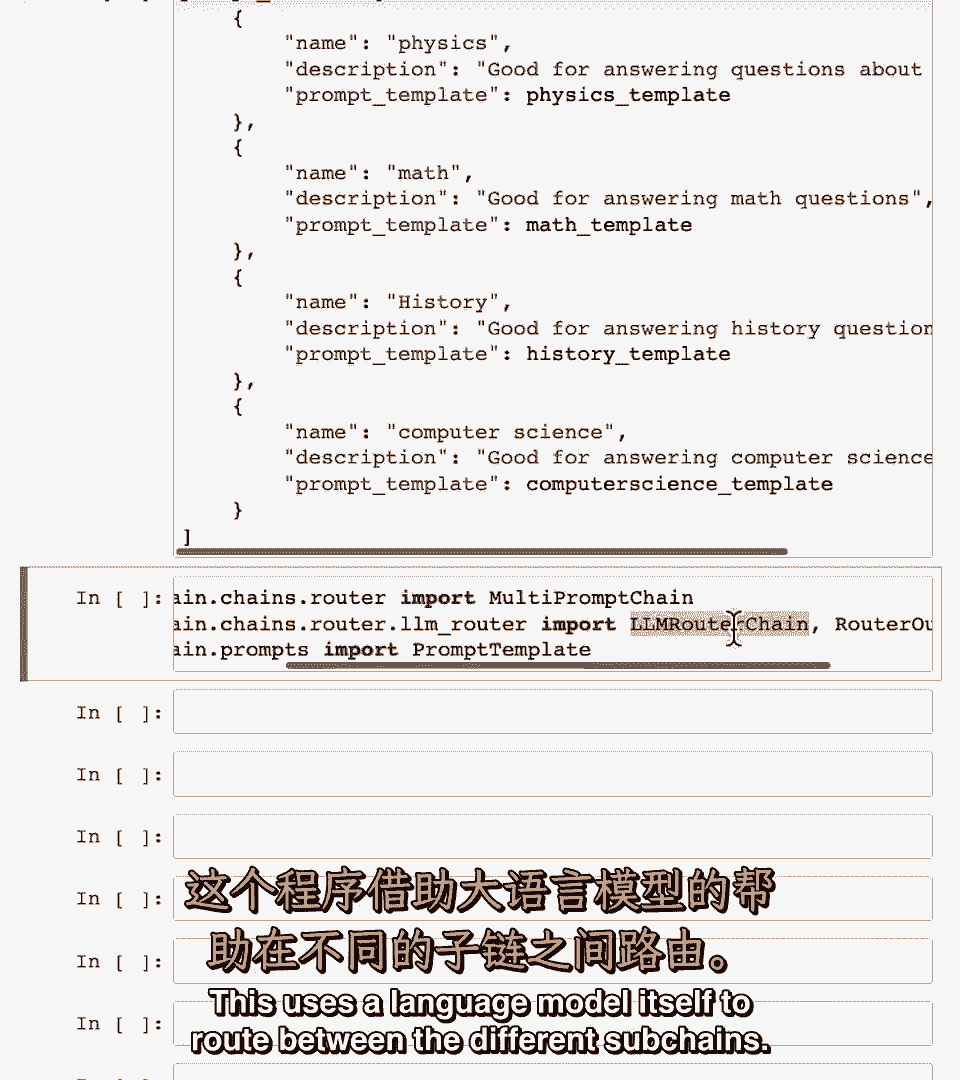 {
"name": "physics",
"description": "Good for answering questions about
"prompt_template": physics_template
},
{
"name": "math",
"description": "Good for answering math questions",
"prompt_template": math_template
},
{
"name": "History",
"description": "Good for answering history question
"prompt_template": history_template
},
{
"name": "computer science",
"description": "Good for answering computer science
"prompt_template": computerscience_template
}
]
In [ ]: ain.chains.router import MultiPromptChain
ain.chains.router.llm_router import LLMRouterChain, RouterOu
ain.prompts import PromptTemplate
In [ ]:
In [ ]:
In [ ]:
In [ ]:
In [ ]:
In [ ]:
这个程序借助大语言模型的帮
助在不同的子链之间路由。
This uses a language model itself to
route between the different subchains.